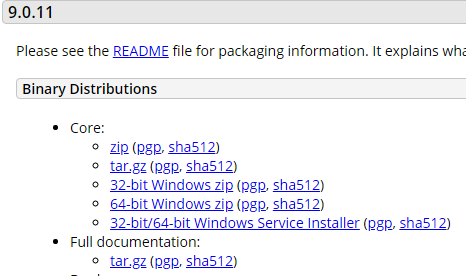 9.0.11
Please see the README file for packaging information. It explains wha
Binary Distributions
Core:
zip (pgp, sha512)
tar.gz (pgp, sha512)
32-bit Windows zip (pgp, sha512)
64-bit Windows zip (pgp, sha512)
32-bit/64-bit Windows Service Installer (pgp, sha512)
Full documentation:
tar.gz (pgp, sha512)